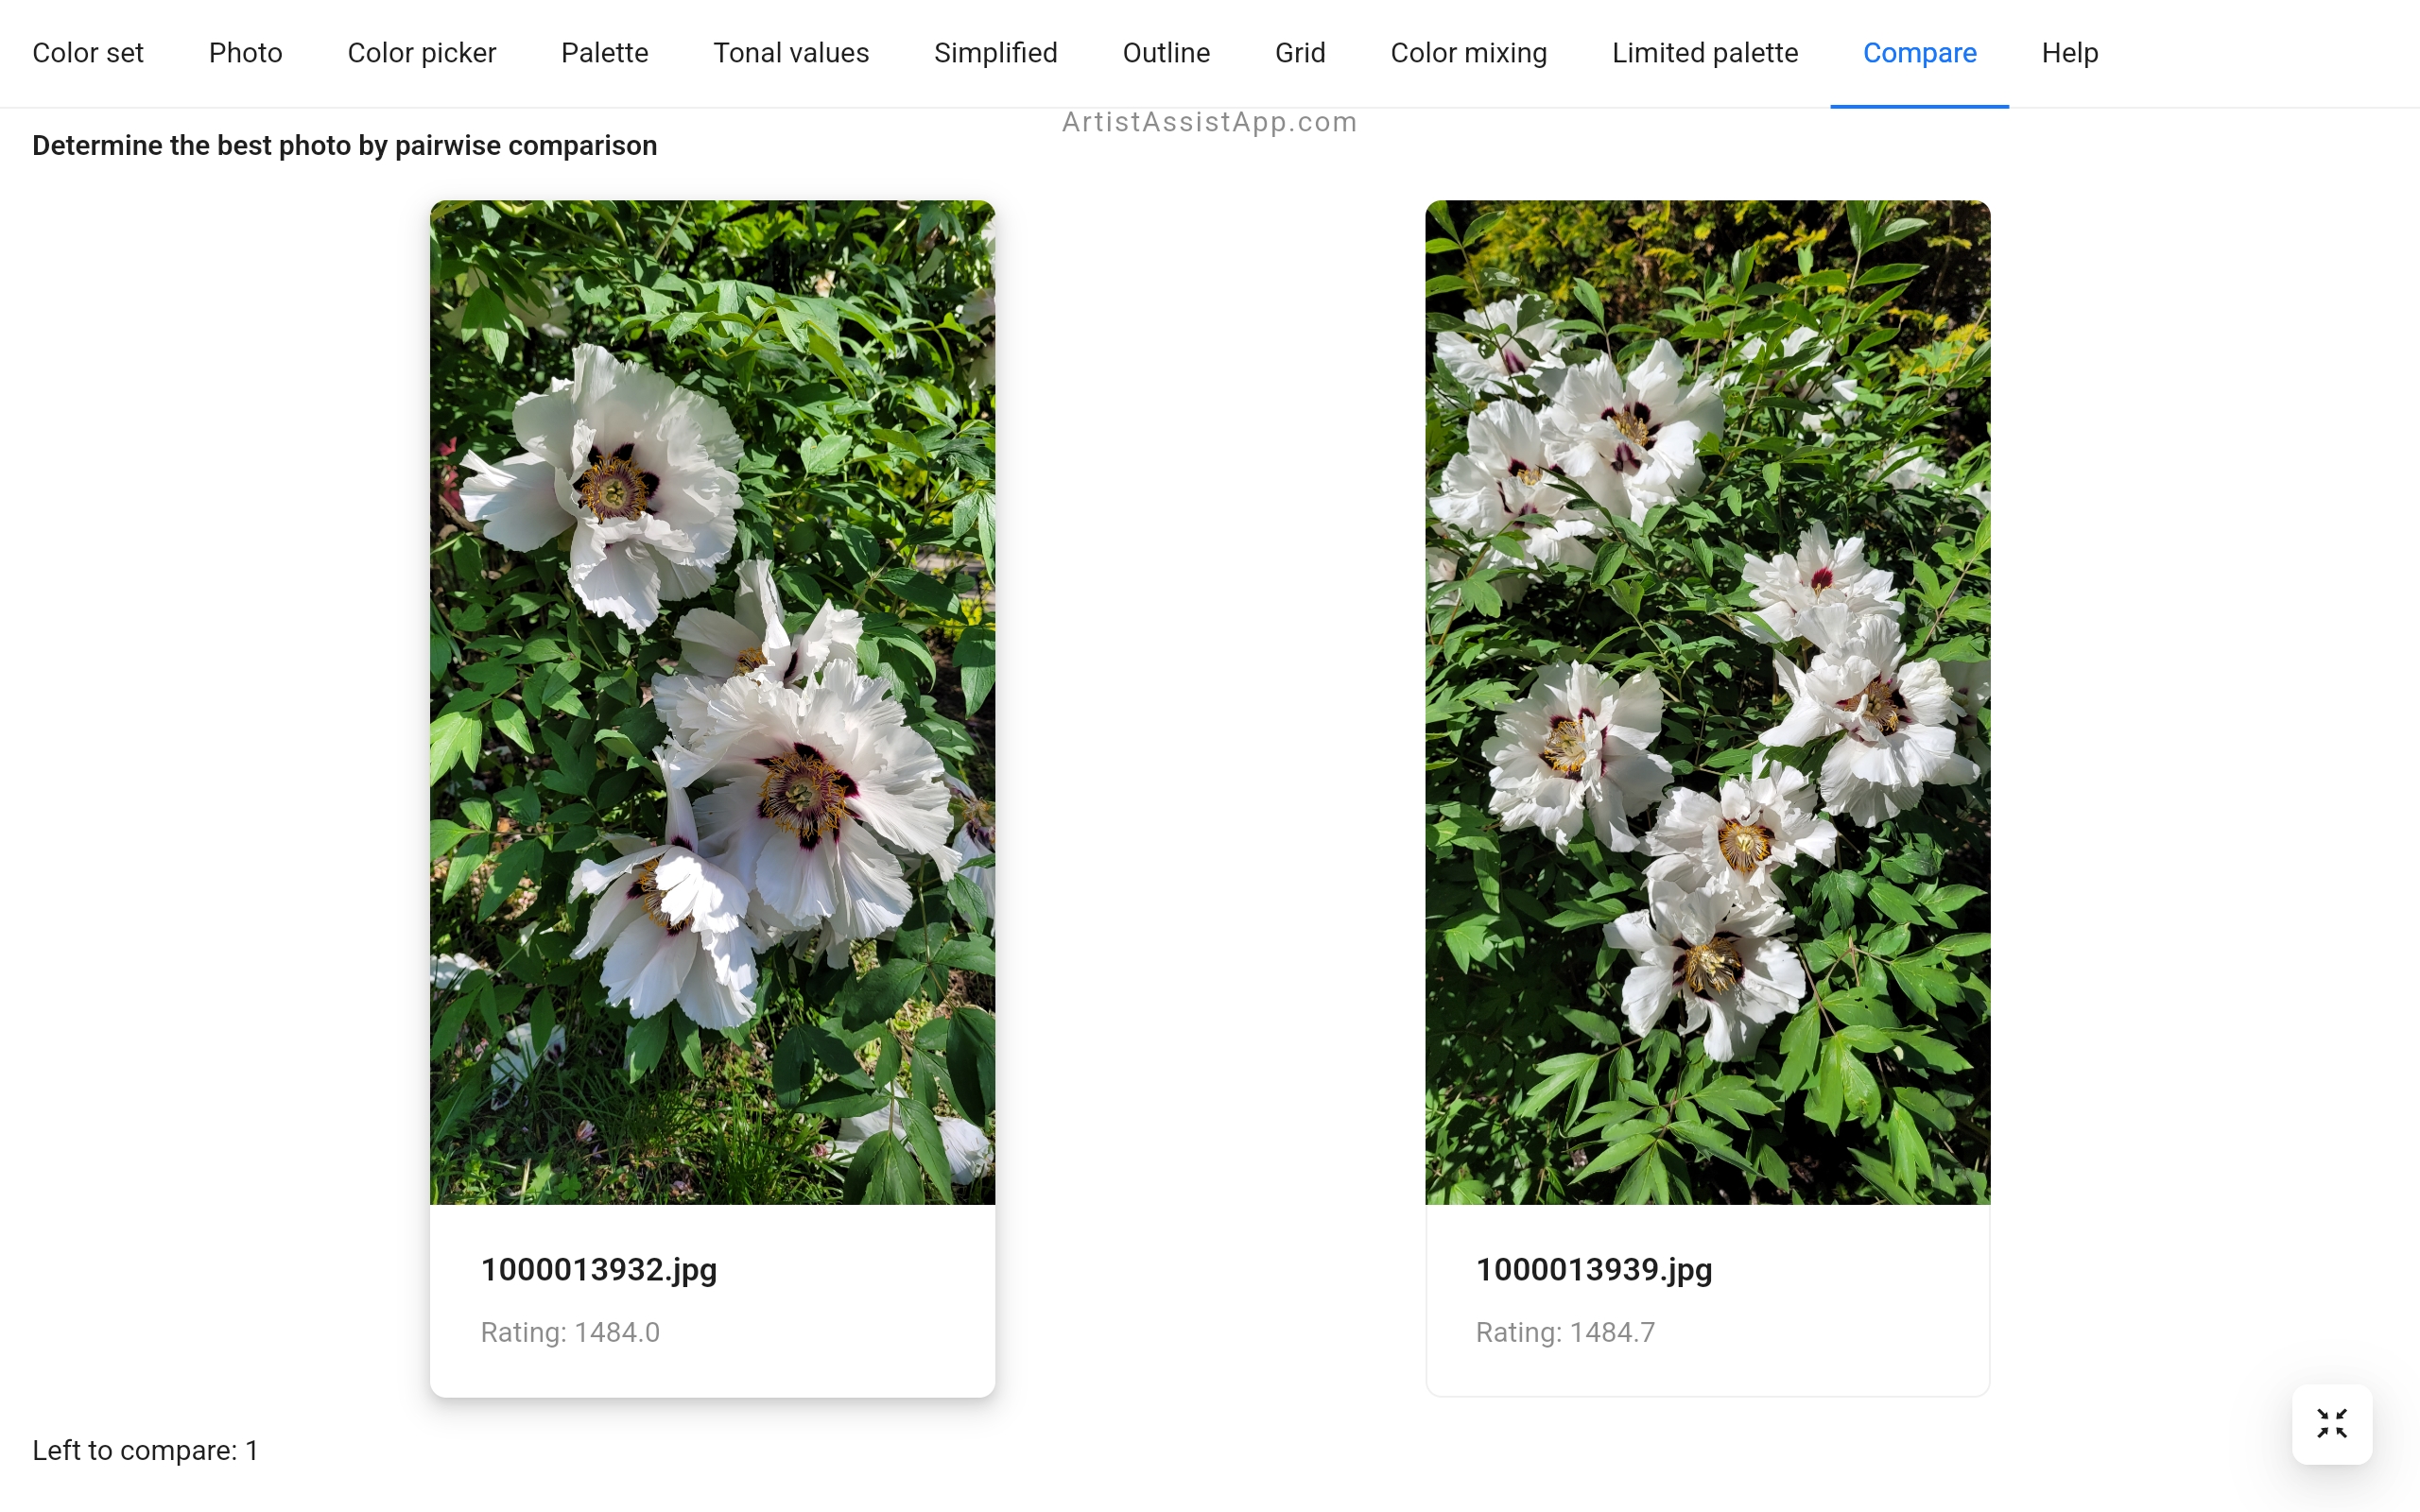 Color set Photo Color picker Palette Tonal values Simplified Outline Grid Color mixing Limited palette Compare Help
ArtistAssistApp.com
Determine the best photo by pairwise comparison
1000013932.jpg
Rating: 1484.0
1000013939.jpg
Rating: 1484.7
Left to compare: 1